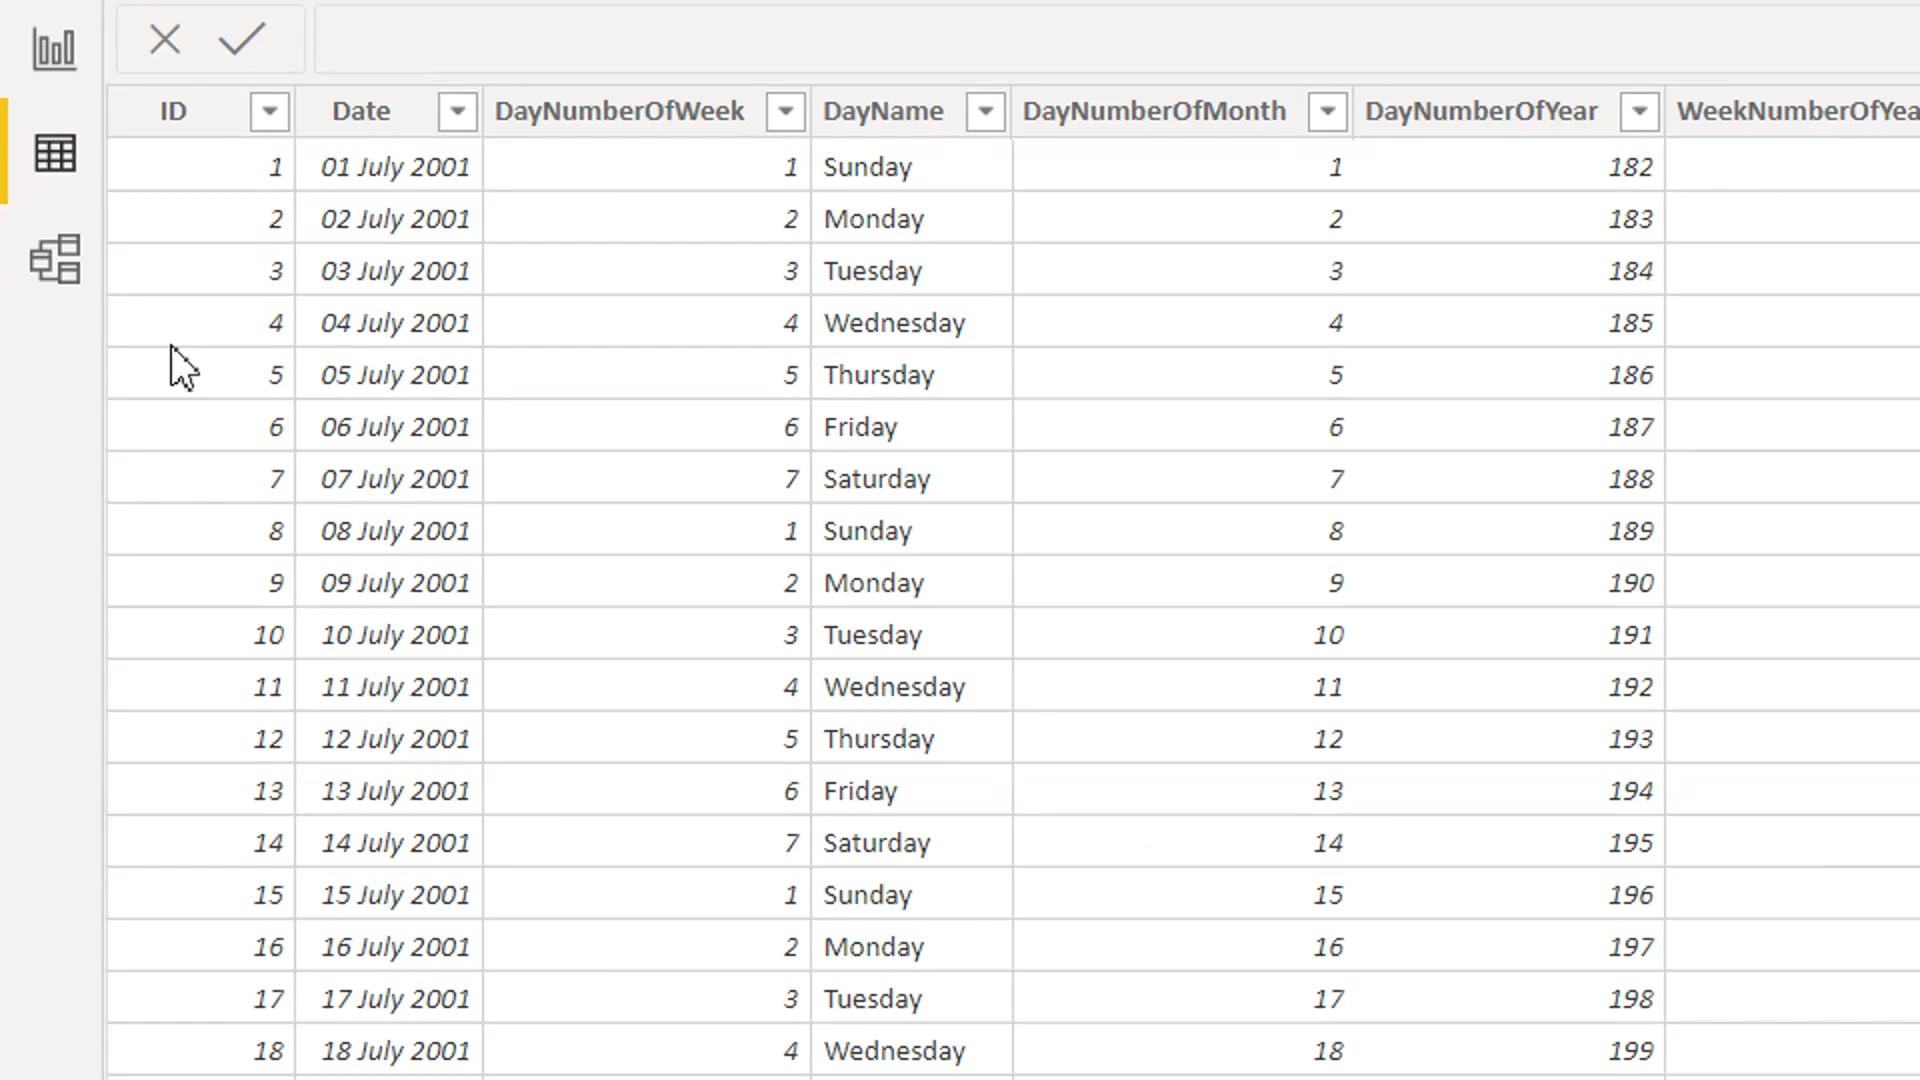 ID Date DayNumberOfWeek DayName DayNumberOfMonth DayNumberOfYear WeekNumberOfYea
1 01 July 2001 1 Sunday 1 182
2 02 July 2001 2 Monday 2 183
3 03 July 2001 3 Tuesday 3 184
4 04 July 2001 4 Wednesday 4 185
5 05 July 2001 5 Thursday 5 186
6 06 July 2001 6 Friday 6 187
7 07 July 2001 7 Saturday 7 188
8 08 July 2001 1 Sunday 8 189
9 09 July 2001 2 Monday 9 190
10 10 July 2001 3 Tuesday 10 191
11 11 July 2001 4 Wednesday 11 192
12 12 July 2001 5 Thursday 12 193
13 13 July 2001 6 Friday 13 194
14 14 July 2001 7 Saturday 14 195
15 15 July 2001 1 Sunday 15 196
16 16 July 2001 2 Monday 16 197
17 17 July 2001 3 Tuesday 17 198
18 18 July 2001 4 Wednesday 18 199